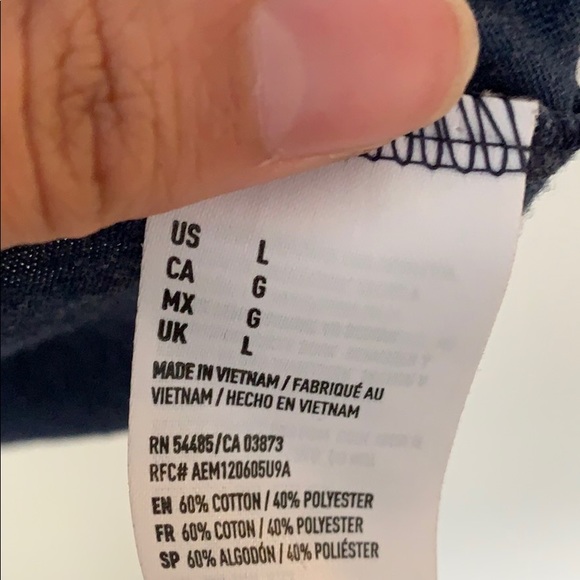 US L
CA G
MX G
UK L
MADE IN VIETNAM / FABRIQUÉ AU
VIETNAM / HECHO EN VIETNAM
RN 54485/CA 03873
RFC# AEM120605U9A
EN 60% COTTON / 40% POLYESTER
FR 60% COTON / 40% POLYESTER
SP 60% ALGODÓN / 40% POLIÉSTER